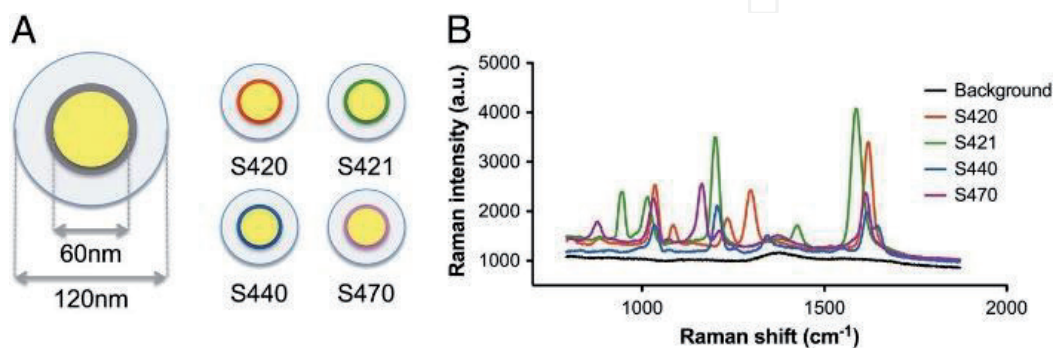 A
60nm
120nm
S420
S421
S440
S470
B
Raman intensity (a.u.)
5000
4000
3000
2000
1000
1000
1500
2000
Raman shift (cm⁻¹)
Background
S420
S421
S440
S470